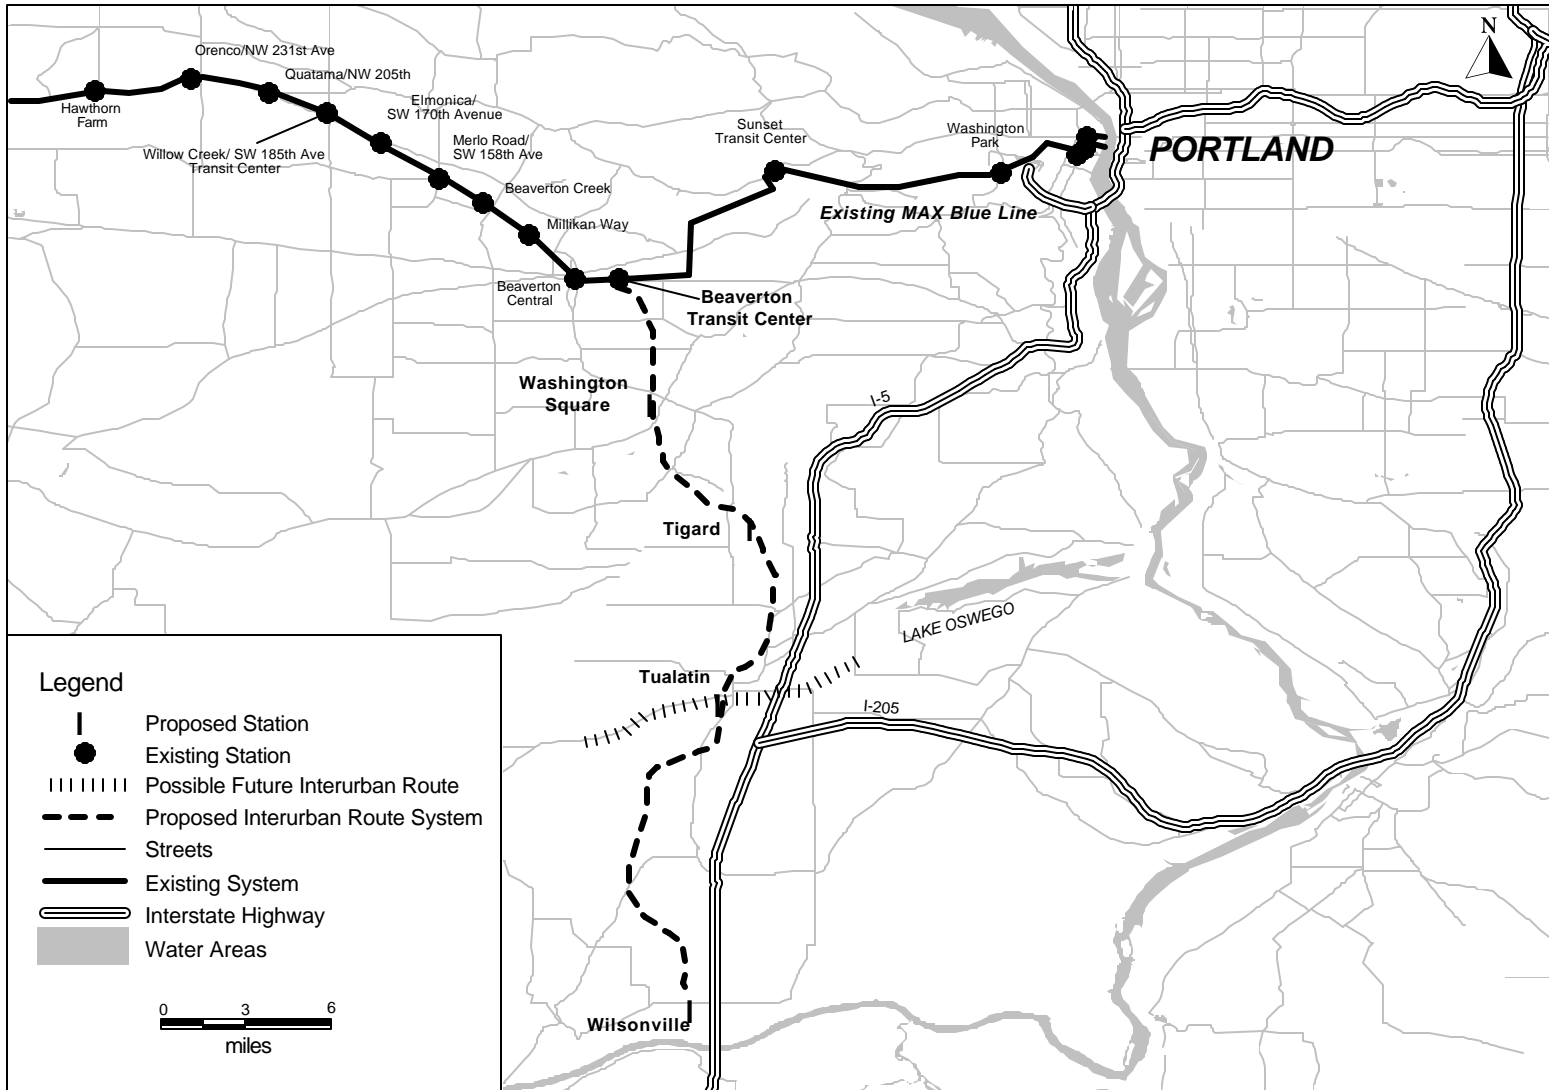 Orenco/NW 231st Ave
Quatama/NW 205th
Hawthorn
Farm
Elmonica/
SW 170th Avenue
Willow Creek/ SW 185th Ave
Transit Center
Merlo Road/
SW 158th Ave
Beaverton Creek
Millikan Way
Beaverton
Central
Sunset
Transit Center
Washington
Park
N
PORTLAND
Existing MAX Blue Line
Beaverton
Transit Center
Washington
Square
I-5
Tigard
LAKE OSWEGO
Tualatin
I-205
Wilsonville
Legend
Proposed Station
Existing Station
Possible Future Interurban Route
Proposed Interurban Route System
Streets
Existing System
Interstate Highway
Water Areas
0 3 6
miles